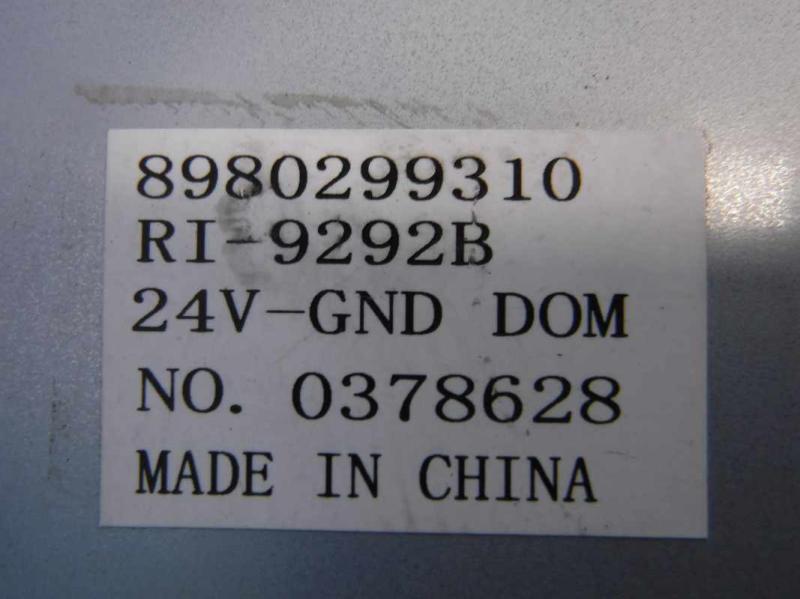 8980299310
RI-9292B
24V-GND DOM
NO. 0378628
MADE IN CHINA